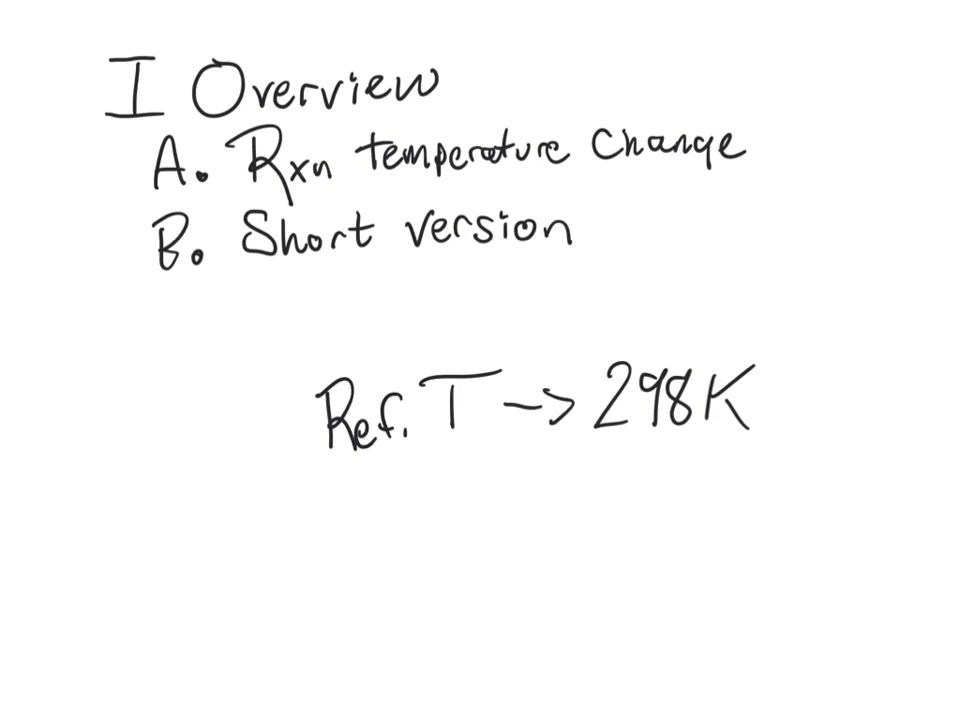 I Overview
A. Rxn temperature change
B. Short version
Ref. T -> 298K